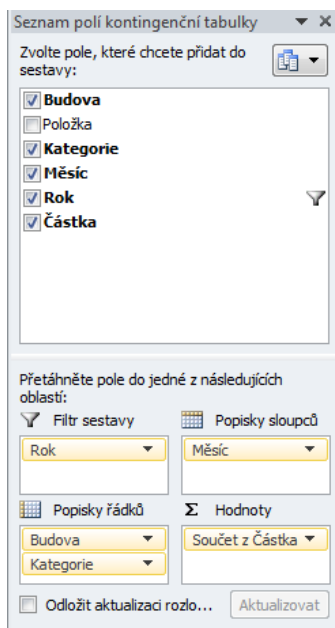 Seznam polí kontingenční tabulky
Zvolte pole, které chcete přidat do
sestavy:
Budova
Položka
Kategorie
Měsíc
Rok
Částka
Přetáhněte pole do jedné z následujících
oblastí:
Filtr sestavy
Popisky sloupců
Rok
Měsíc
Popisky řádků
Σ Hodnoty
Budova
Součet z Částka
Kategorie
Odložit aktualizaci rozlo...
Aktualizovat